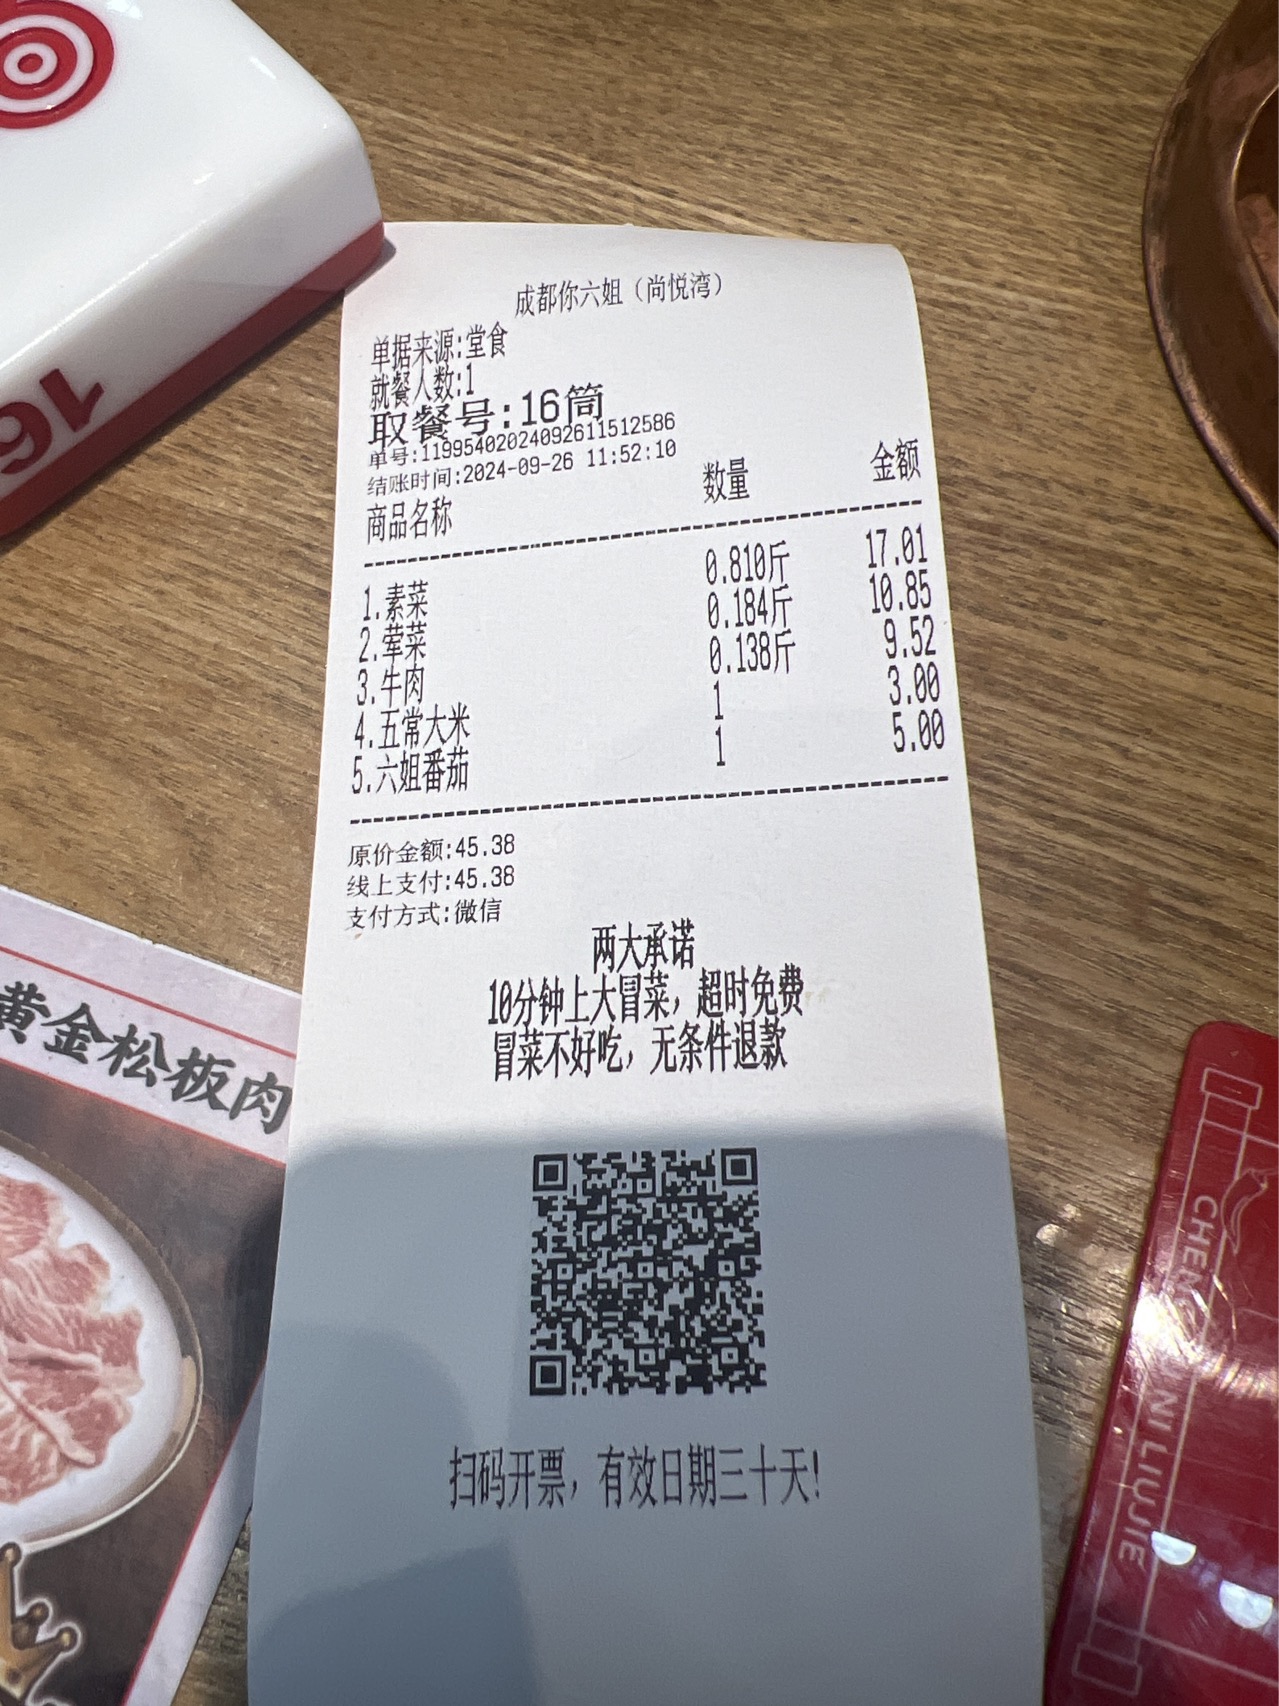 成都你六姐（尚悦湾）
单据来源:堂食
就餐人数:1
取餐号:16筒
单号:11995402024092611512586
结账时间:2024-09-26 11:52:10
商品名称 数量 金额
1.素菜 0.810斤 17.01
2.荤菜 0.184斤 10.85
3.牛肉 0.138斤 9.52
4.五常大米 1 3.00
5.六姐番茄 1 5.00
原价金额:45.38
线上支付:45.38
支付方式:微信
两大承诺
10分钟上大冒菜，超时免费
冒菜不好吃，无条件退款
扫码开票，有效日期三十天!
16
黄金松板肉
CHEN NI LIUJIE